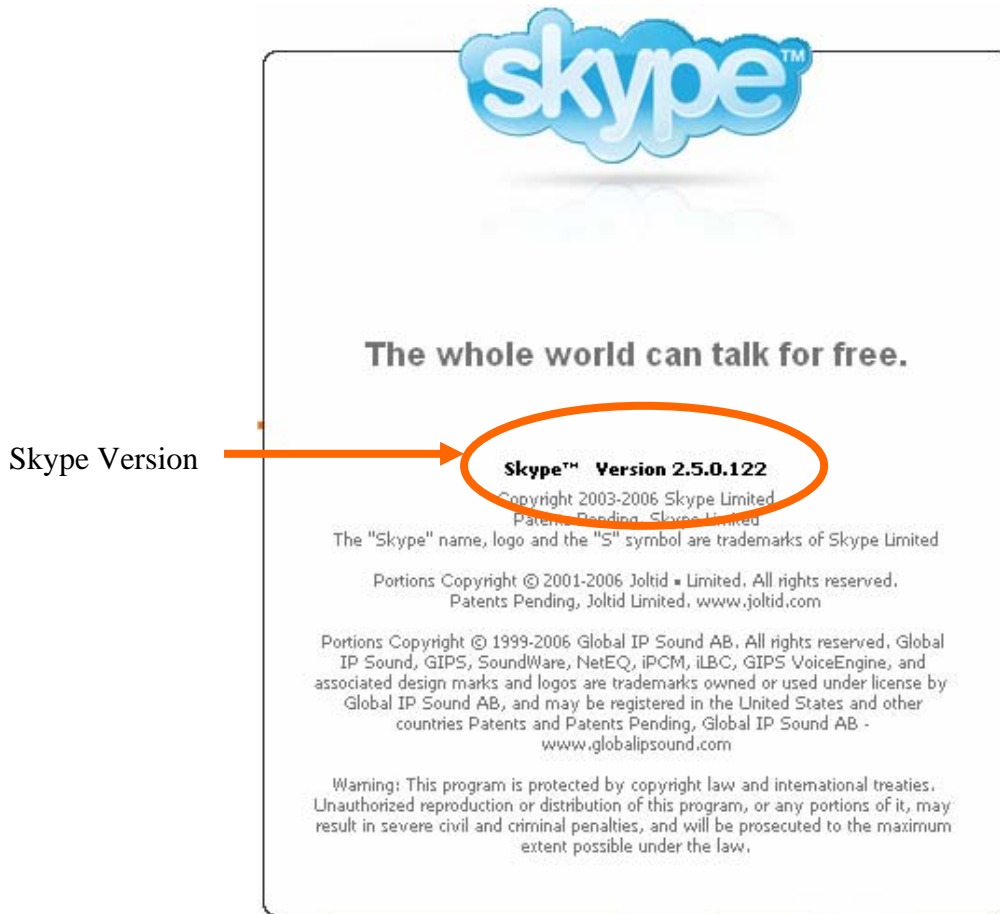 skype™
The whole world can talk for free.
Skype Version
Skype™ Version 2.5.0.122
Copyright 2003-2006 Skype Limited
Patents Pending, Skype Limited
The "Skype" name, logo and the "S" symbol are trademarks of Skype Limited
Portions Copyright © 2001-2006 Joltid ▪ Limited. All rights reserved.
Patents Pending, Joltid Limited. www.joltid.com
Portions Copyright © 1999-2006 Global IP Sound AB. All rights reserved. Global
IP Sound, GIPS, SoundWare, NetEQ, iPCM, iLBC, GIPS VoiceEngine, and
associated design marks and logos are trademarks owned or used under license by
Global IP Sound AB, and may be registered in the United States and other
countries Patents and Patents Pending, Global IP Sound AB -
www.globalipsound.com
Warning: This program is protected by copyright law and international treaties.
Unauthorized reproduction or distribution of this program, or any portions of it, may
result in severe civil and criminal penalties, and will be prosecuted to the maximum
extent possible under the law.